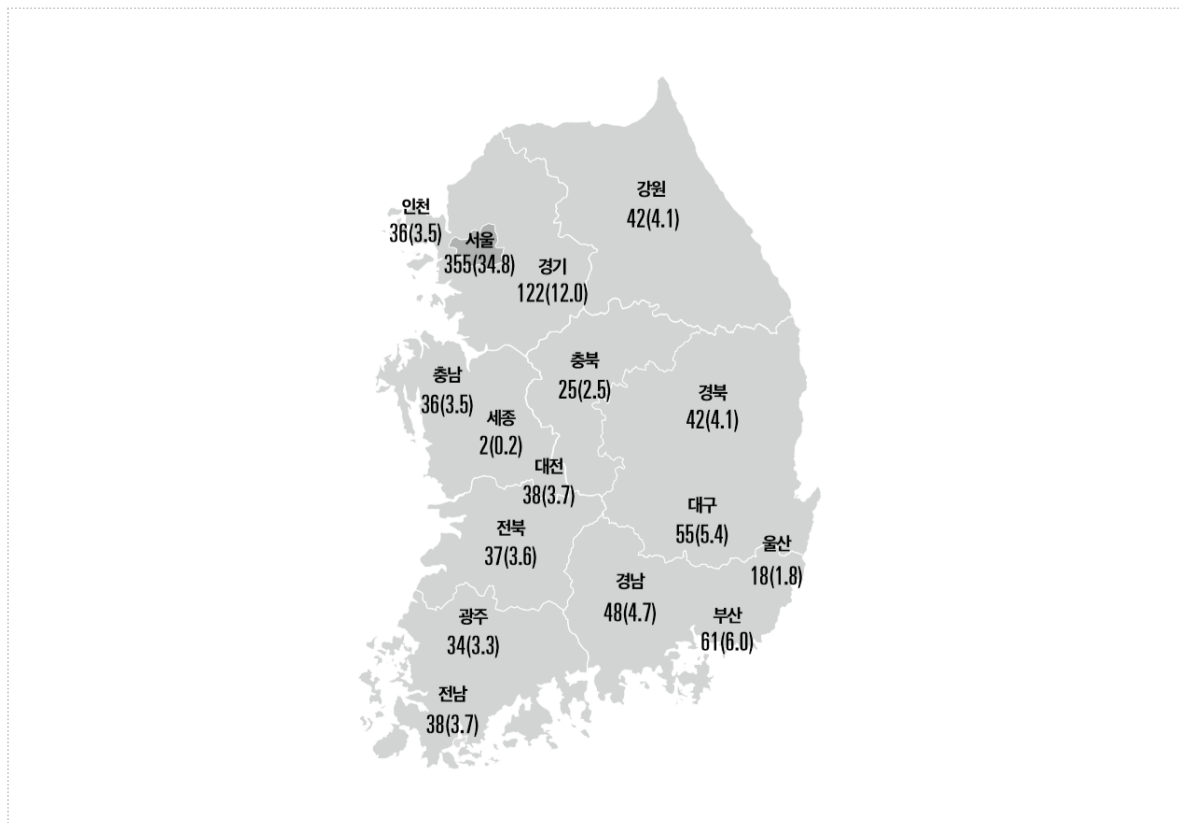 강원
42(4.1)
인천
36(3.5)
서울
355(34.8)
경기
122(12.0)
충북
25(2.5)
충남
36(3.5)
경북
42(4.1)
세종
2(0.2)
대전
38(3.7)
대구
55(5.4)
전북
37(3.6)
울산
18(1.8)
경남
48(4.7)
광주
34(3.3)
부산
61(6.0)
전남
38(3.7)